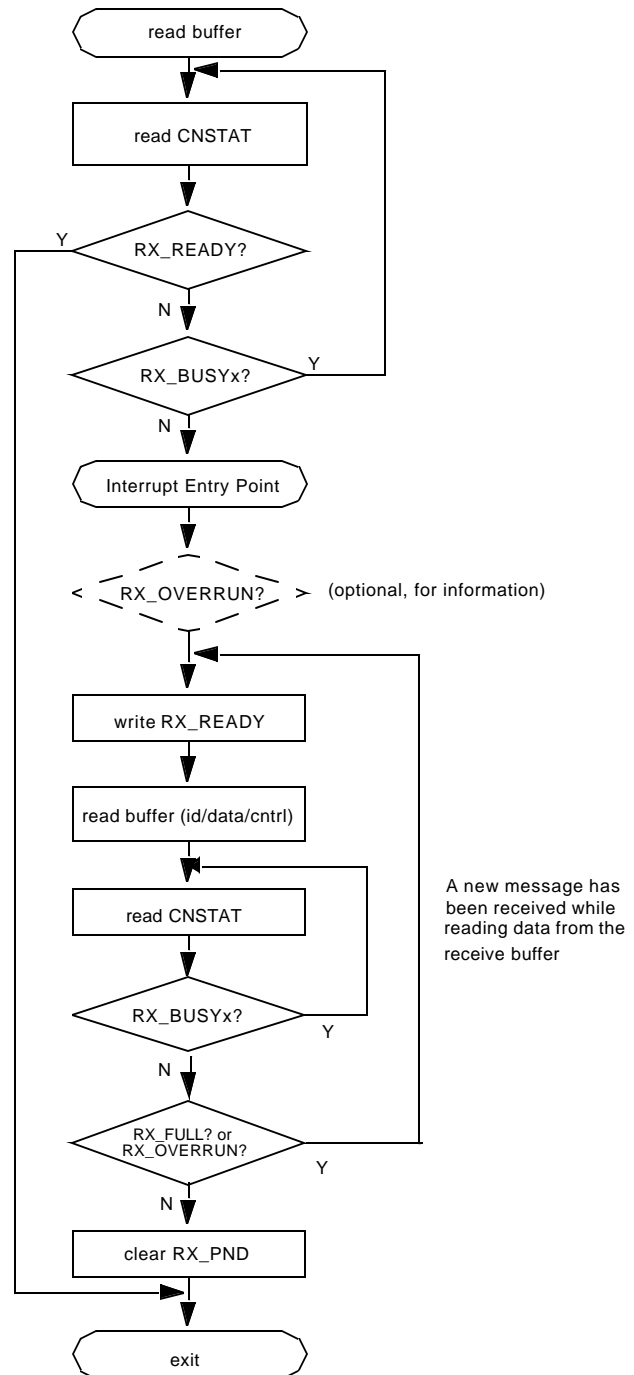 read buffer
read CNSTAT
Y
RX_READY?
N
RX_BUSYx?
Y
N
Interrupt Entry Point
RX_OVERRUN?
(optional, for information)
write RX_READY
read buffer (id/data/cntrl)
read CNSTAT
A new message has
been received while
reading data from the
receive buffer
RX_BUSYx?
Y
N
RX_FULL? or
RX_OVERRUN?
Y
N
clear RX_PND
exit